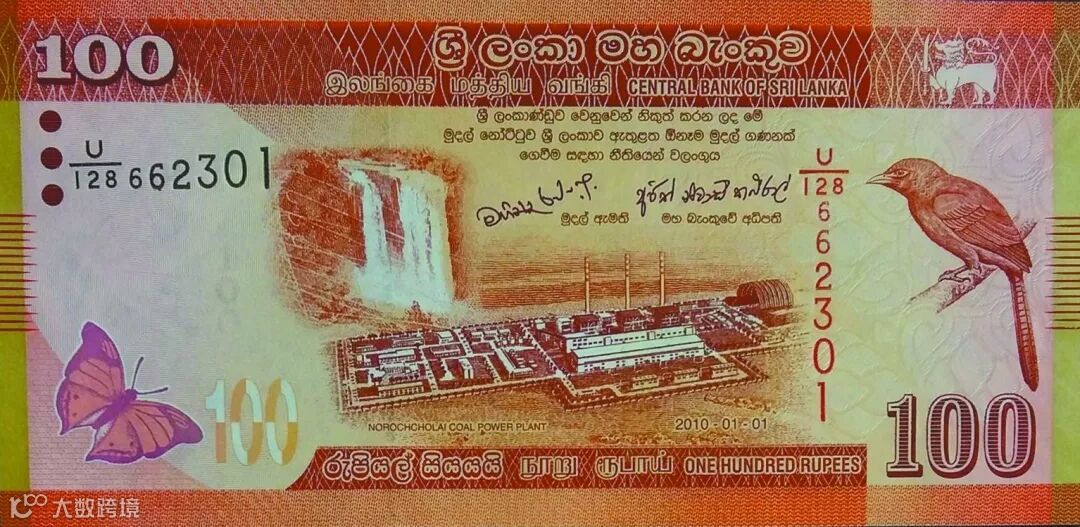 100
ශ්‍රී ලංකා මහ බැංකුව
இலங்கை மத்திய வங்கி CENTRAL BANK OF SRI LANKA
ශ්‍රී ලංකාණ්ඩුව වෙනුවෙන් නිකුත් කරන ලද මේ
මුදල් නෝට්ටුව ශ්‍රී ලංකාව ඇතුළත ඕනෑම මුදල් ගණනක්
ගෙවීම සඳහා නීතියෙන් වලංගුය
U/128 662301
මුදල් ඇමති
මහ බැංකුවේ අධිපති
U/128 662301
100
NOROCHCHOLAI COAL POWER PLANT
2010-01-01
100
රුපියල් සියයයි நூறு ரூபாய் ONE HUNDRED RUPEES
大数跨境